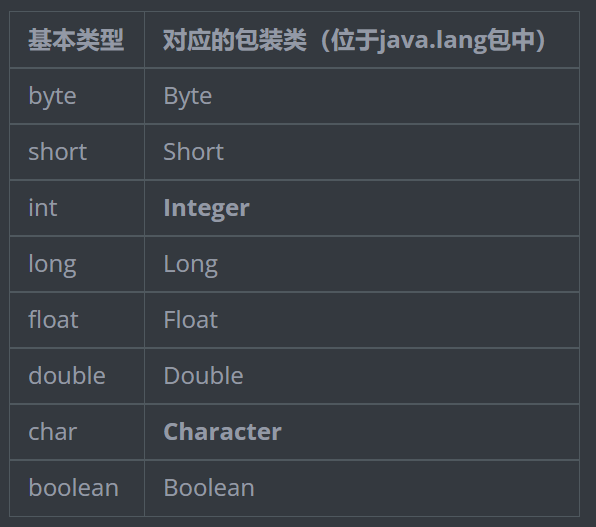 基本类型 对应的包装类（位于java.lang包中）
byte Byte
short Short
int Integer
long Long
float Float
double Double
char Character
boolean Boolean